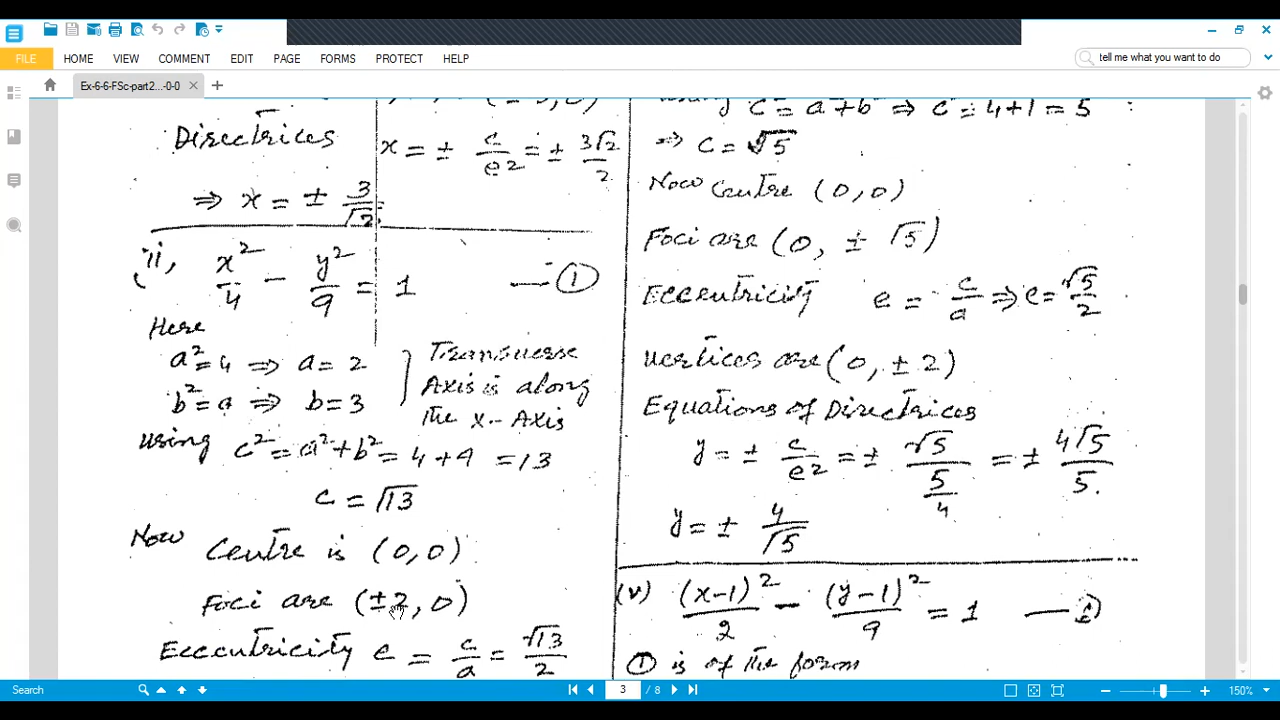 FILE HOME VIEW COMMENT EDIT PAGE FORMS PROTECT HELP
tell me what you want to do
Ex-6-6-FSc-part2...-0-0
Directrices
x = ± c/e² = ± 3√2/2
⇒ x = ± 3/√2
ii, x²/4 - y²/9 = 1 — ①
Here
a² = 4 ⇒ a = 2
b² = 9 ⇒ b = 3
Transverse
Axis is along
the x-Axis
using c² = a² + b² = 4 + 9 = 13
c = √13
Now Centre is (0,0)
Foci are (±2, 0)
Eccentricity e = c/a = √13/2
c² = a² + b² ⇒ c² = 4+1 = 5
⇒ c = √5
Now Centre (0,0)
Foci are (0, ± √5)
Eccentricity e = c/a ⇒ e = √5/2
Vertices are (0, ± 2)
Equations of Directrices
y = ± c/e² = ± √5/(5/4) = ± 4√5/5.
y = ± 4/√5
(v) (x-1)²/2 - (y-1)²/9 = 1 —
① is of the form
Search
3 / 8
150%